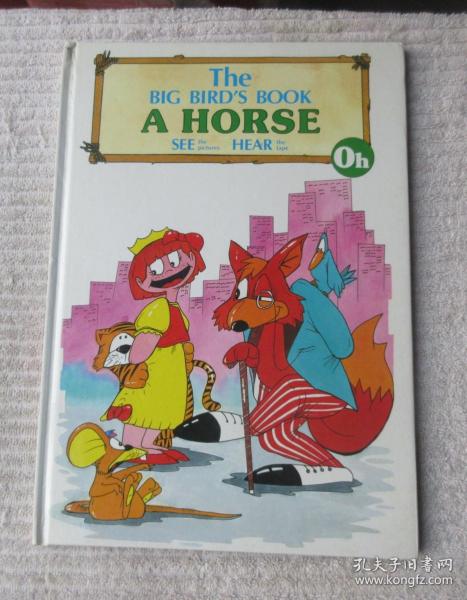 The
BIG BIRD'S BOOK
A HORSE
SEE the pictures HEAR the tape
Oh
孔夫子旧书网
www.kongfz.com